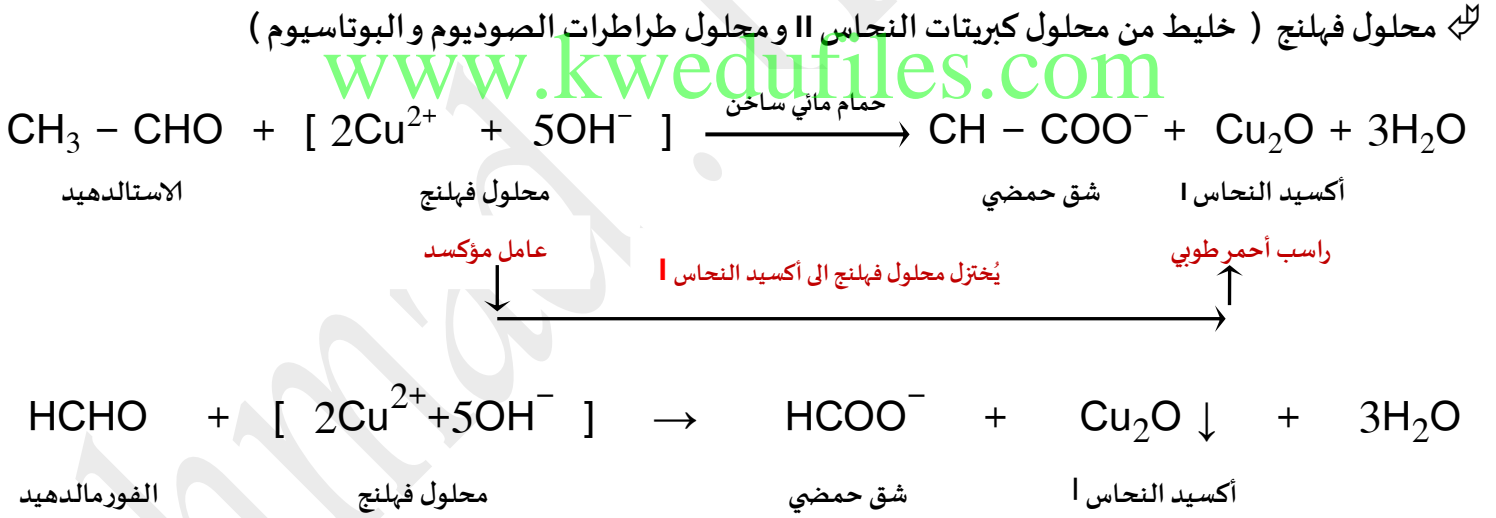 محلول فهلنج ( خليط من محلول كبريتات النحاس II و محلول طراطرات الصوديوم و البوتاسيوم )
www.kwedufiles.com
حمام مائي ساخن
CH₃ – CHO + [ 2Cu²⁺ + 5OH⁻ ] ⟶ CH – COO⁻ + Cu₂O + 3H₂O
الاستالدهيد محلول فهلنج شق حمضي أكسيد النحاس I
عامل مؤكسد راسب أحمر طوبي
يُختزل محلول فهلنج الى أكسيد النحاس I
HCHO + [ 2Cu²⁺+5OH⁻ ] → HCOO⁻ + Cu₂O ↓ + 3H₂O
الفورمالدهيد محلول فهلنج شق حمضي أكسيد النحاس I